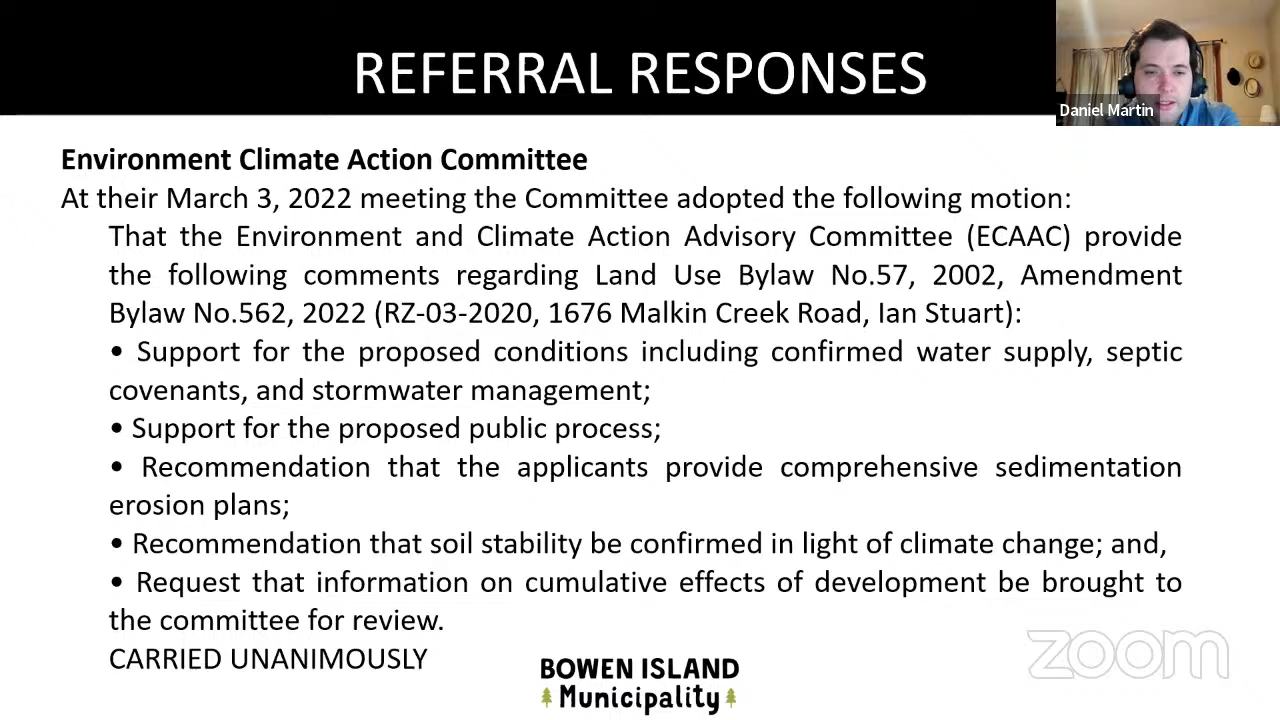 REFERRAL RESPONSES
Daniel Martin
Environment Climate Action Committee
At their March 3, 2022 meeting the Committee adopted the following motion:
That the Environment and Climate Action Advisory Committee (ECAAC) provide
the following comments regarding Land Use Bylaw No.57, 2002, Amendment
Bylaw No.562, 2022 (RZ-03-2020, 1676 Malkin Creek Road, Ian Stuart):
• Support for the proposed conditions including confirmed water supply, septic
covenants, and stormwater management;
• Support for the proposed public process;
• Recommendation that the applicants provide comprehensive sedimentation
erosion plans;
• Recommendation that soil stability be confirmed in light of climate change; and,
• Request that information on cumulative effects of development be brought to
the committee for review.
CARRIED UNANIMOUSLY
BOWEN ISLAND
Municipality
zoom